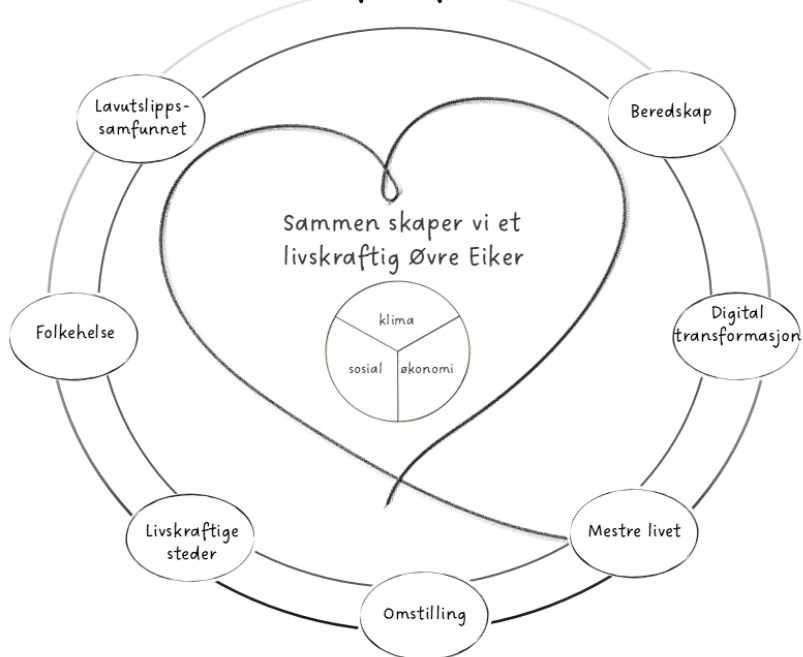 Lavutslipps-
samfunnet
Beredskap
Sammen skaper vi et
livskraftig Øvre Eiker
klima
sosial
økonomi
Folkehelse
Digital
transformasjon
Livskraftige
steder
Mestre livet
Omstilling